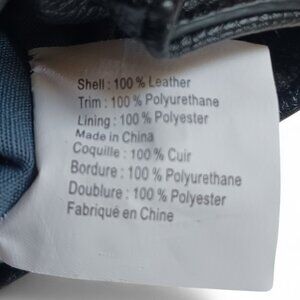 Shell : 100 % Leather
Trim : 100 % Polyurethane
Lining : 100 % Polyester
Made in China
Coquille : 100 % Cuir
Bordure : 100 % Polyurethane
Doublure : 100 % Polyester
Fabriqué en Chine